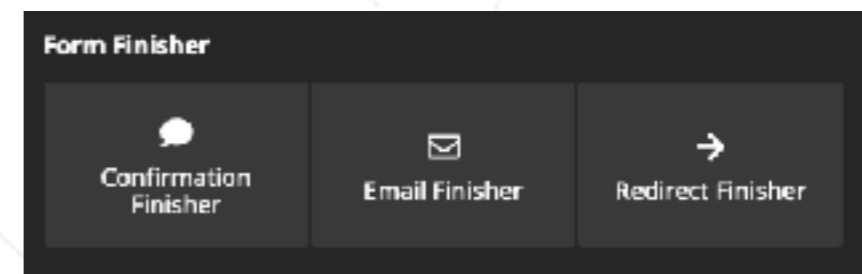 Form Finisher
Confirmation
Finisher
Email Finisher
Redirect Finisher